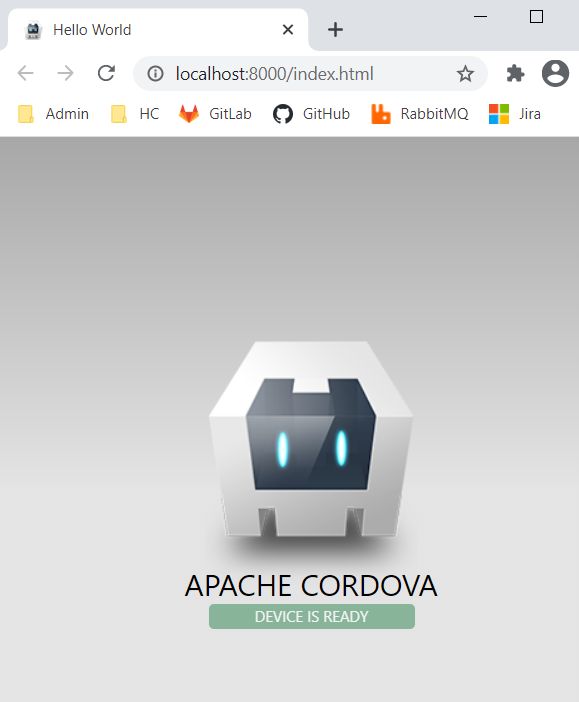 Hello World
localhost:8000/index.html
Admin HC GitLab GitHub RabbitMQ Jira
APACHE CORDOVA
DEVICE IS READY